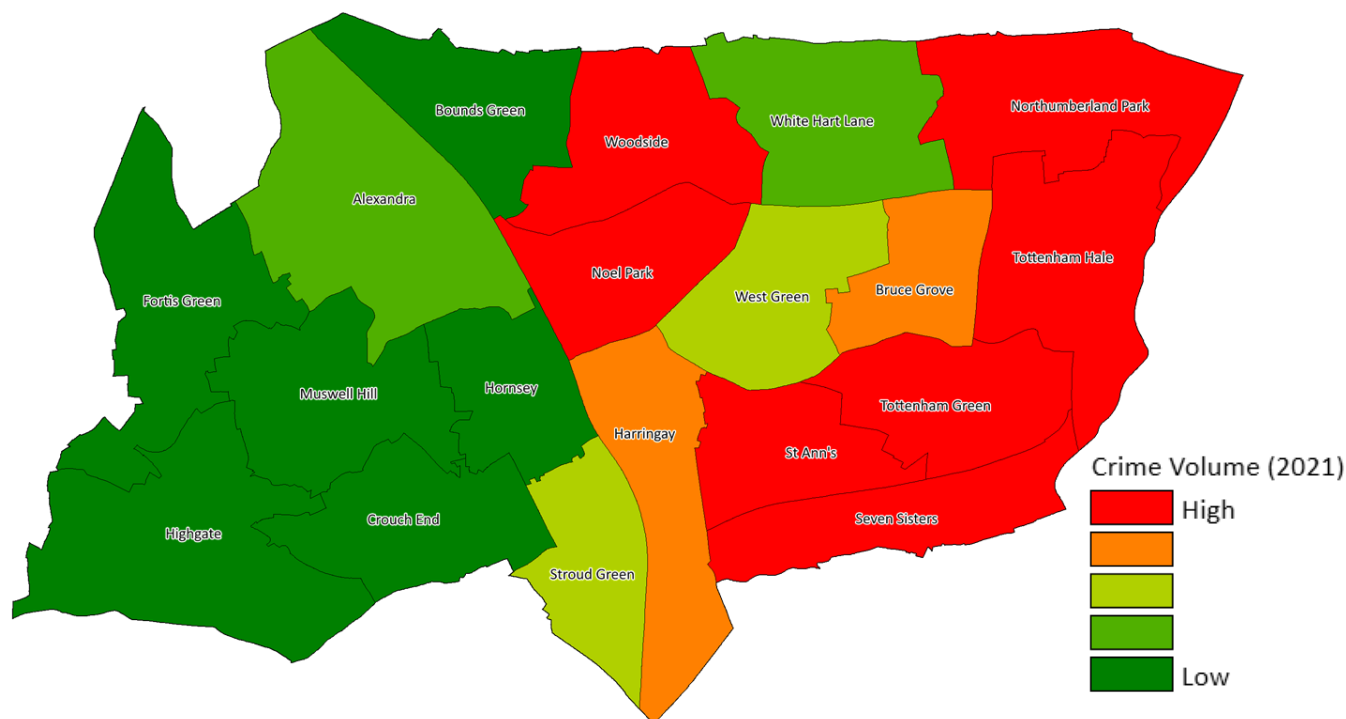 Bounds Green
Woodside
White Hart Lane
Northumberland Park
Alexandra
Noel Park
Tottenham Hale
Fortis Green
West Green
Bruce Grove
Muswell Hill
Hornsey
Tottenham Green
Harringay
St Ann's
Highgate
Crouch End
Seven Sisters
Stroud Green
Crime Volume (2021)
High
Low